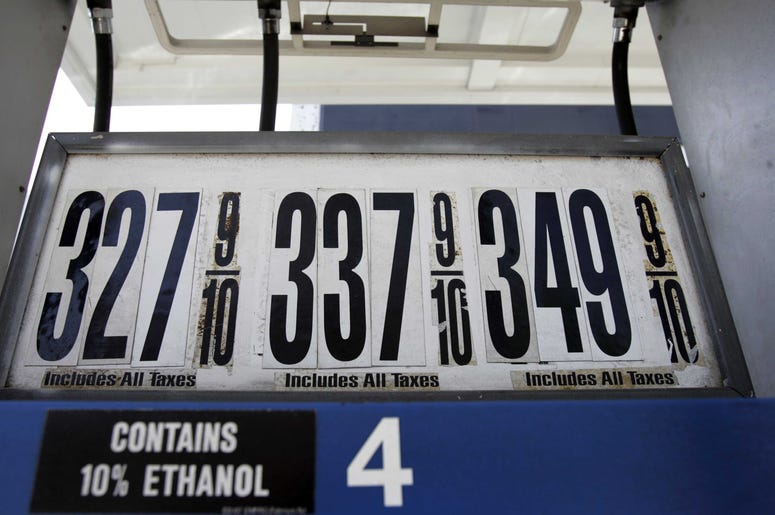 327 9/10 337 9/10 349 9/10
Includes All Taxes Includes All Taxes Includes All Taxes
CONTAINS
10% ETHANOL
4